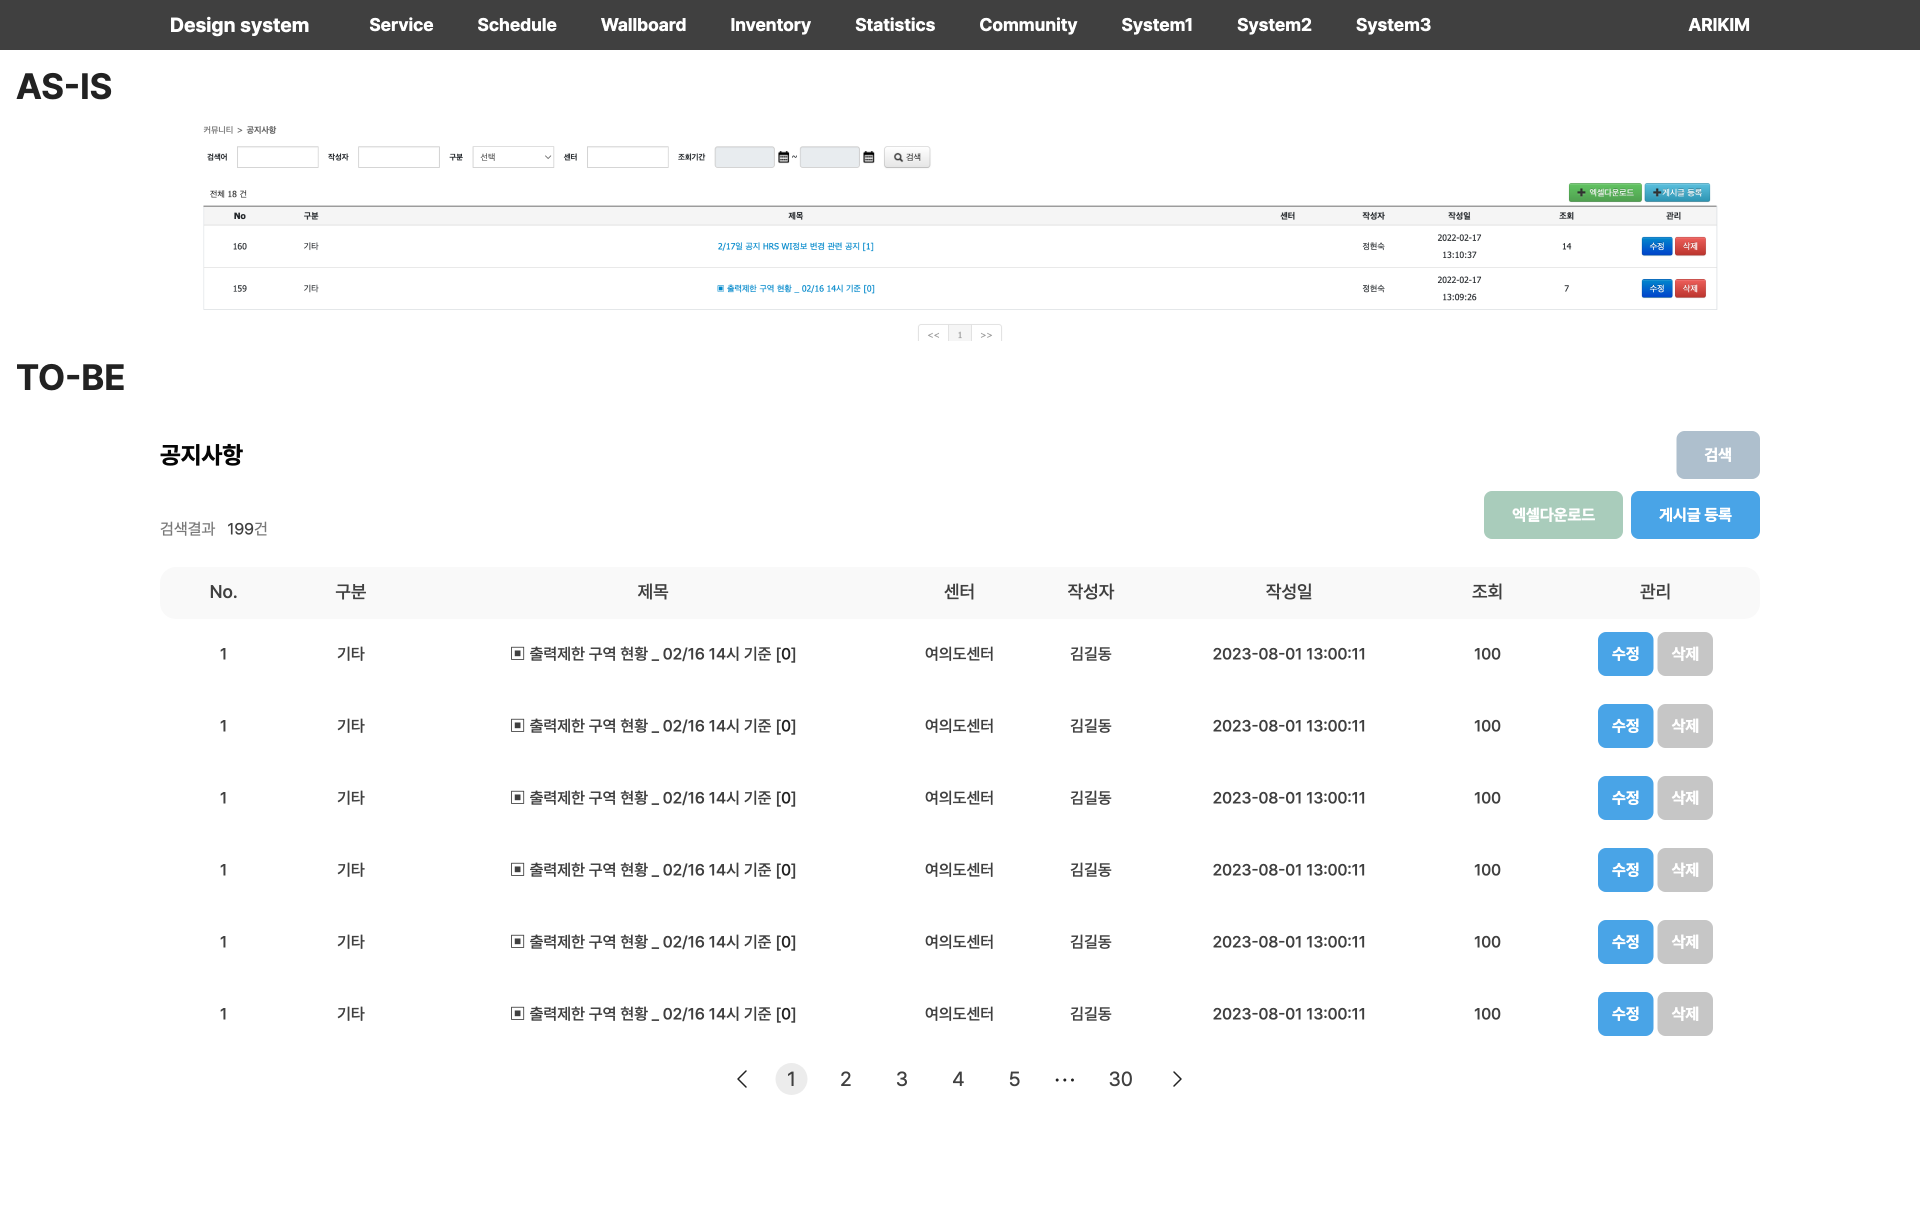 Design system Service Schedule Wallboard Inventory Statistics Community System1 System2 System3 ARIKIM
AS-IS
커뮤니티 > 공지사항
검색어 작성자 구분 선택 센터 조회기간 ~ 검색
전체 18 건 엑셀다운로드 게시글 등록
No 구분 제목 센터 작성자 작성일 조회 관리
160 기타 2/17일 공지 HRS WI정보 변경 관련 공지 [1] 정현숙 2022-02-17 13:10:37 14 수정 삭제
159 기타 ▣ 출력제한 구역 현황 _ 02/16 14시 기준 [0] 정현숙 2022-02-17 13:09:26 7 수정 삭제
<< 1 >>
TO-BE
공지사항 검색
검색결과 199건 엑셀다운로드 게시글 등록
No. 구분 제목 센터 작성자 작성일 조회 관리
1 기타 ▣ 출력제한 구역 현황 _ 02/16 14시 기준 [0] 여의도센터 김길동 2023-08-01 13:00:11 100 수정 삭제
1 기타 ▣ 출력제한 구역 현황 _ 02/16 14시 기준 [0] 여의도센터 김길동 2023-08-01 13:00:11 100 수정 삭제
1 기타 ▣ 출력제한 구역 현황 _ 02/16 14시 기준 [0] 여의도센터 김길동 2023-08-01 13:00:11 100 수정 삭제
1 기타 ▣ 출력제한 구역 현황 _ 02/16 14시 기준 [0] 여의도센터 김길동 2023-08-01 13:00:11 100 수정 삭제
1 기타 ▣ 출력제한 구역 현황 _ 02/16 14시 기준 [0] 여의도센터 김길동 2023-08-01 13:00:11 100 수정 삭제
1 기타 ▣ 출력제한 구역 현황 _ 02/16 14시 기준 [0] 여의도센터 김길동 2023-08-01 13:00:11 100 수정 삭제
1 2 3 4 5 ··· 30